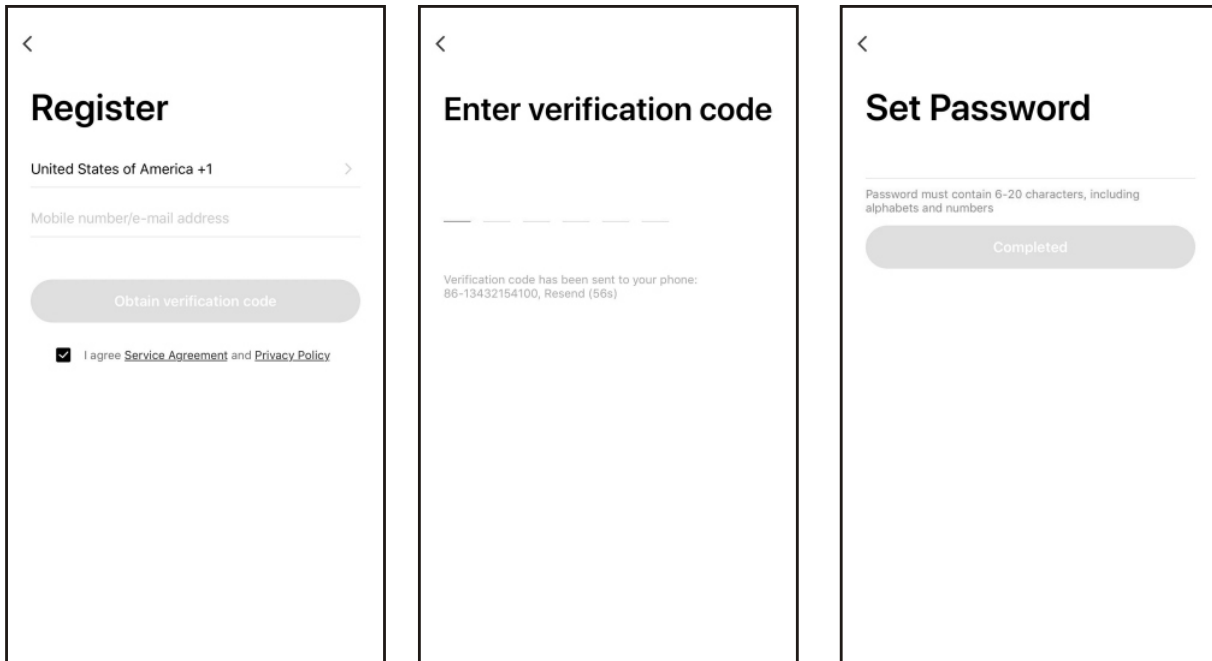 Register
United States of America +1
Mobile number/e-mail address
Obtain verification code
I agree Service Agreement and Privacy Policy
Enter verification code
Verification code has been sent to your phone:
86-13432154100, Resend (56s)
Set Password
Password must contain 6-20 characters, including
alphabets and numbers
Completed